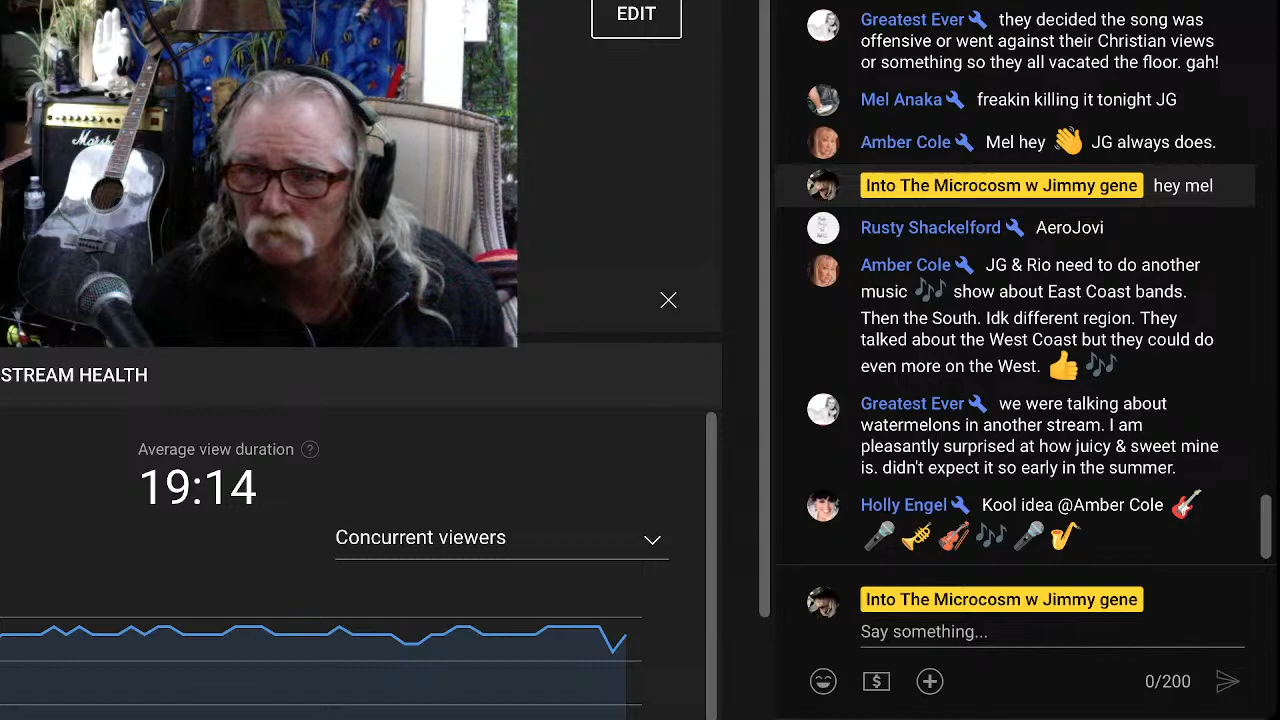 EDIT
Marshall
STREAM HEALTH
Average view duration ?
19:14
Concurrent viewers
Greatest Ever they decided the song was
offensive or went against their Christian views
or something so they all vacated the floor. gah!
Mel Anaka freakin killing it tonight JG
Amber Cole Mel hey 👋 JG always does.
Into The Microcosm w Jimmy gene hey mel
Rusty Shackelford AeroJovi
Amber Cole JG & Rio need to do another
music 🎶 show about East Coast bands.
Then the South. Idk different region. They
talked about the West Coast but they could do
even more on the West. 👍 🎶
Greatest Ever we were talking about
watermelons in another stream. I am
pleasantly surprised at how juicy & sweet mine
is. didn't expect it so early in the summer.
Holly Engel Kool idea @Amber Cole 🎸
🎤 🎺 🎻 🎶 🎤 🎷
Into The Microcosm w Jimmy gene
Say something...
$
0/200